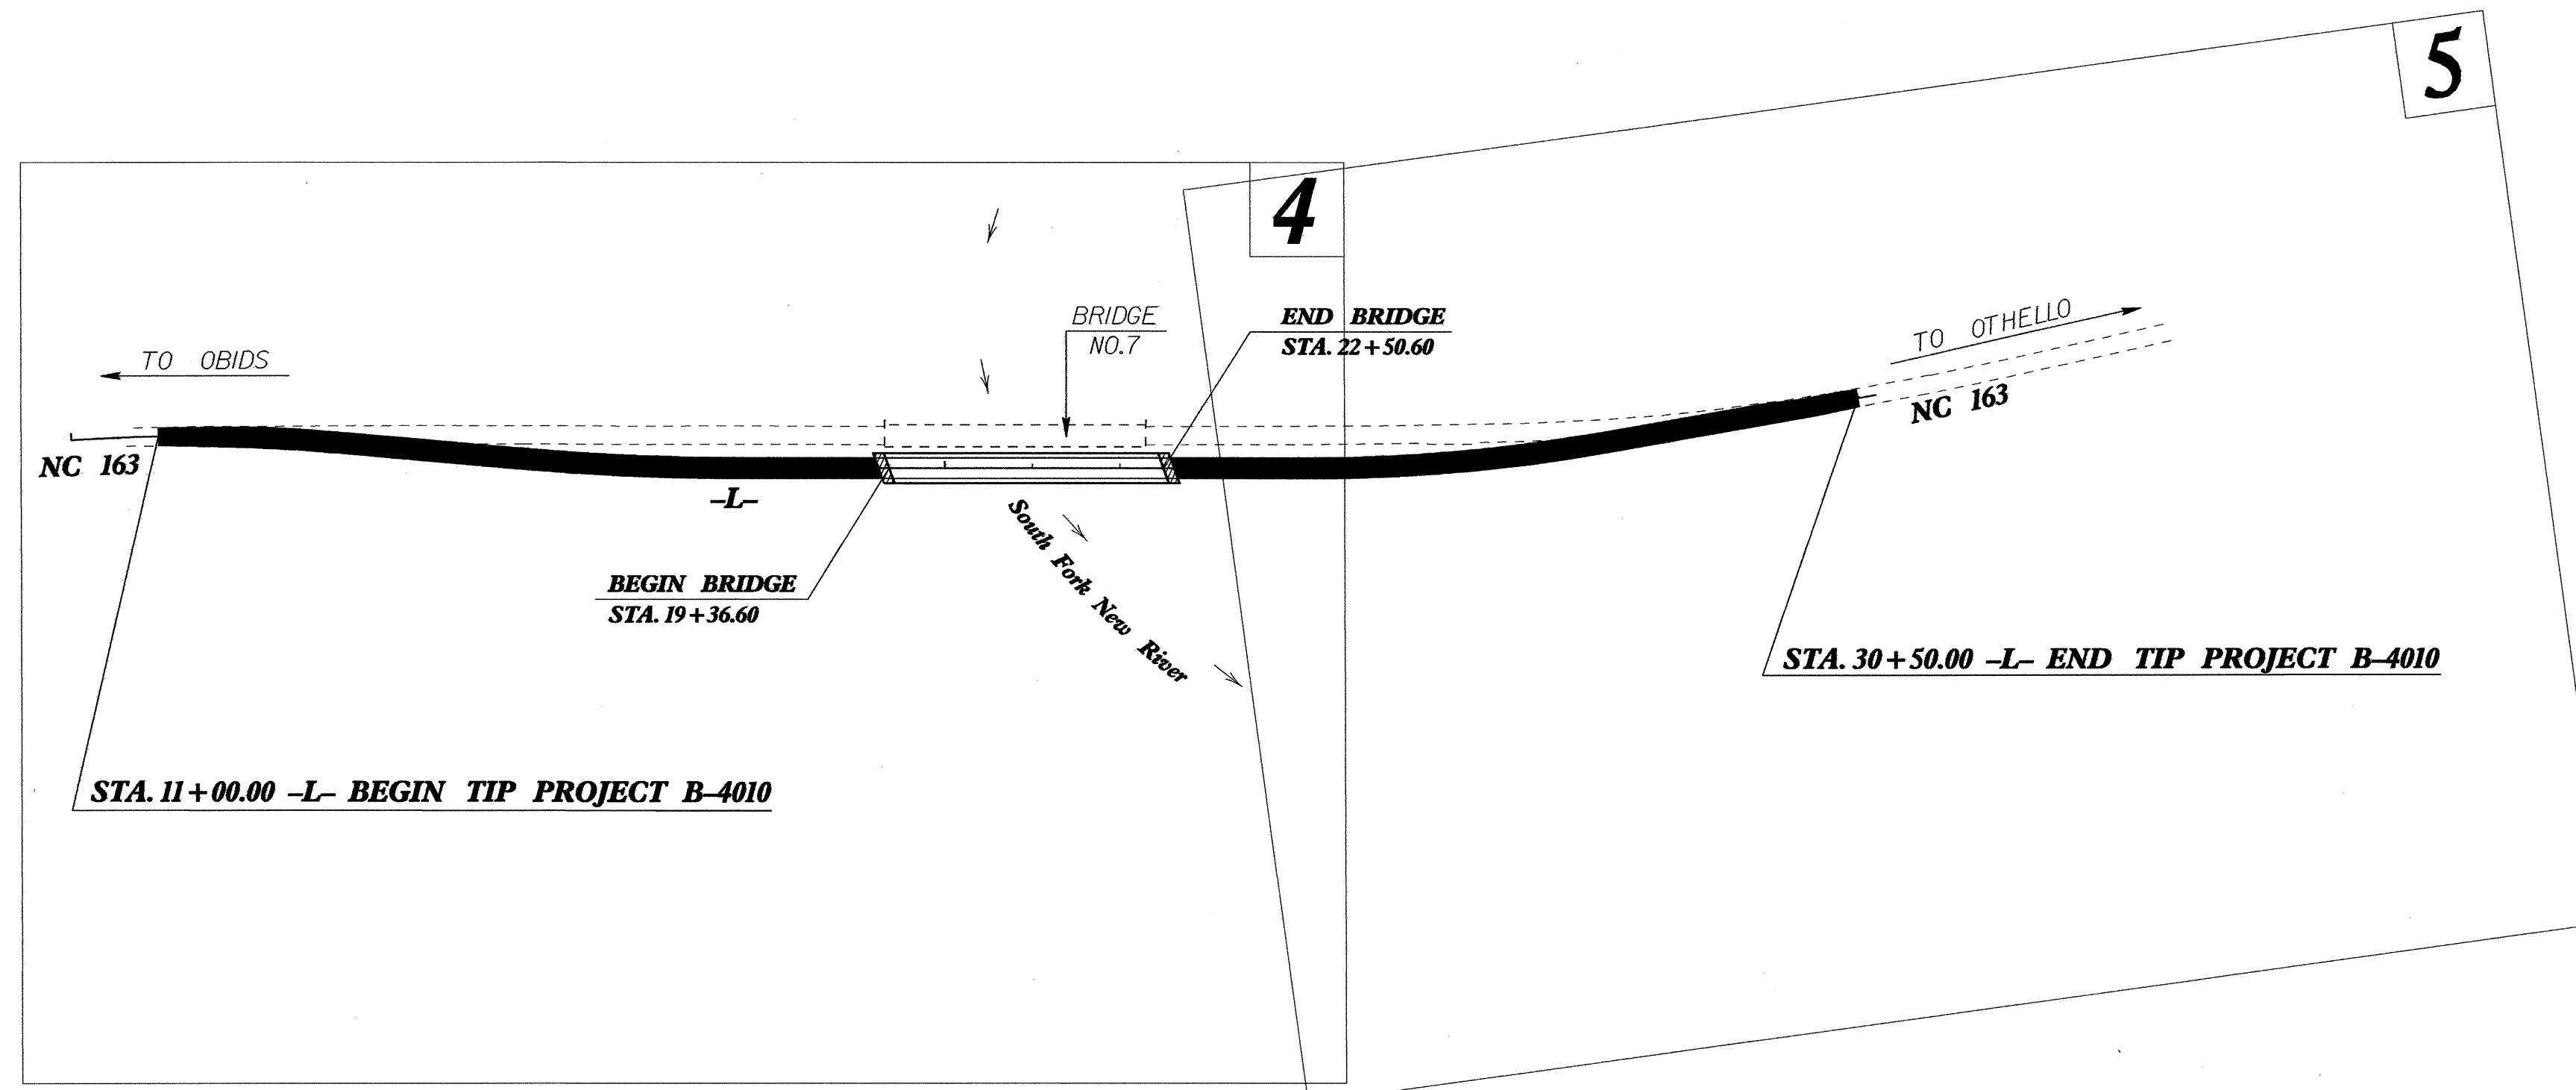 5
4
BRIDGE
NO.7
END BRIDGE
STA. 22+50.60
TO OTHELLO
TO OBIDS
NC 163
NC 163
–L–
South Fork New River
BEGIN BRIDGE
STA. 19+36.60
STA. 30+50.00 –L– END TIP PROJECT B–4010
STA. 11+00.00 –L– BEGIN TIP PROJECT B–4010